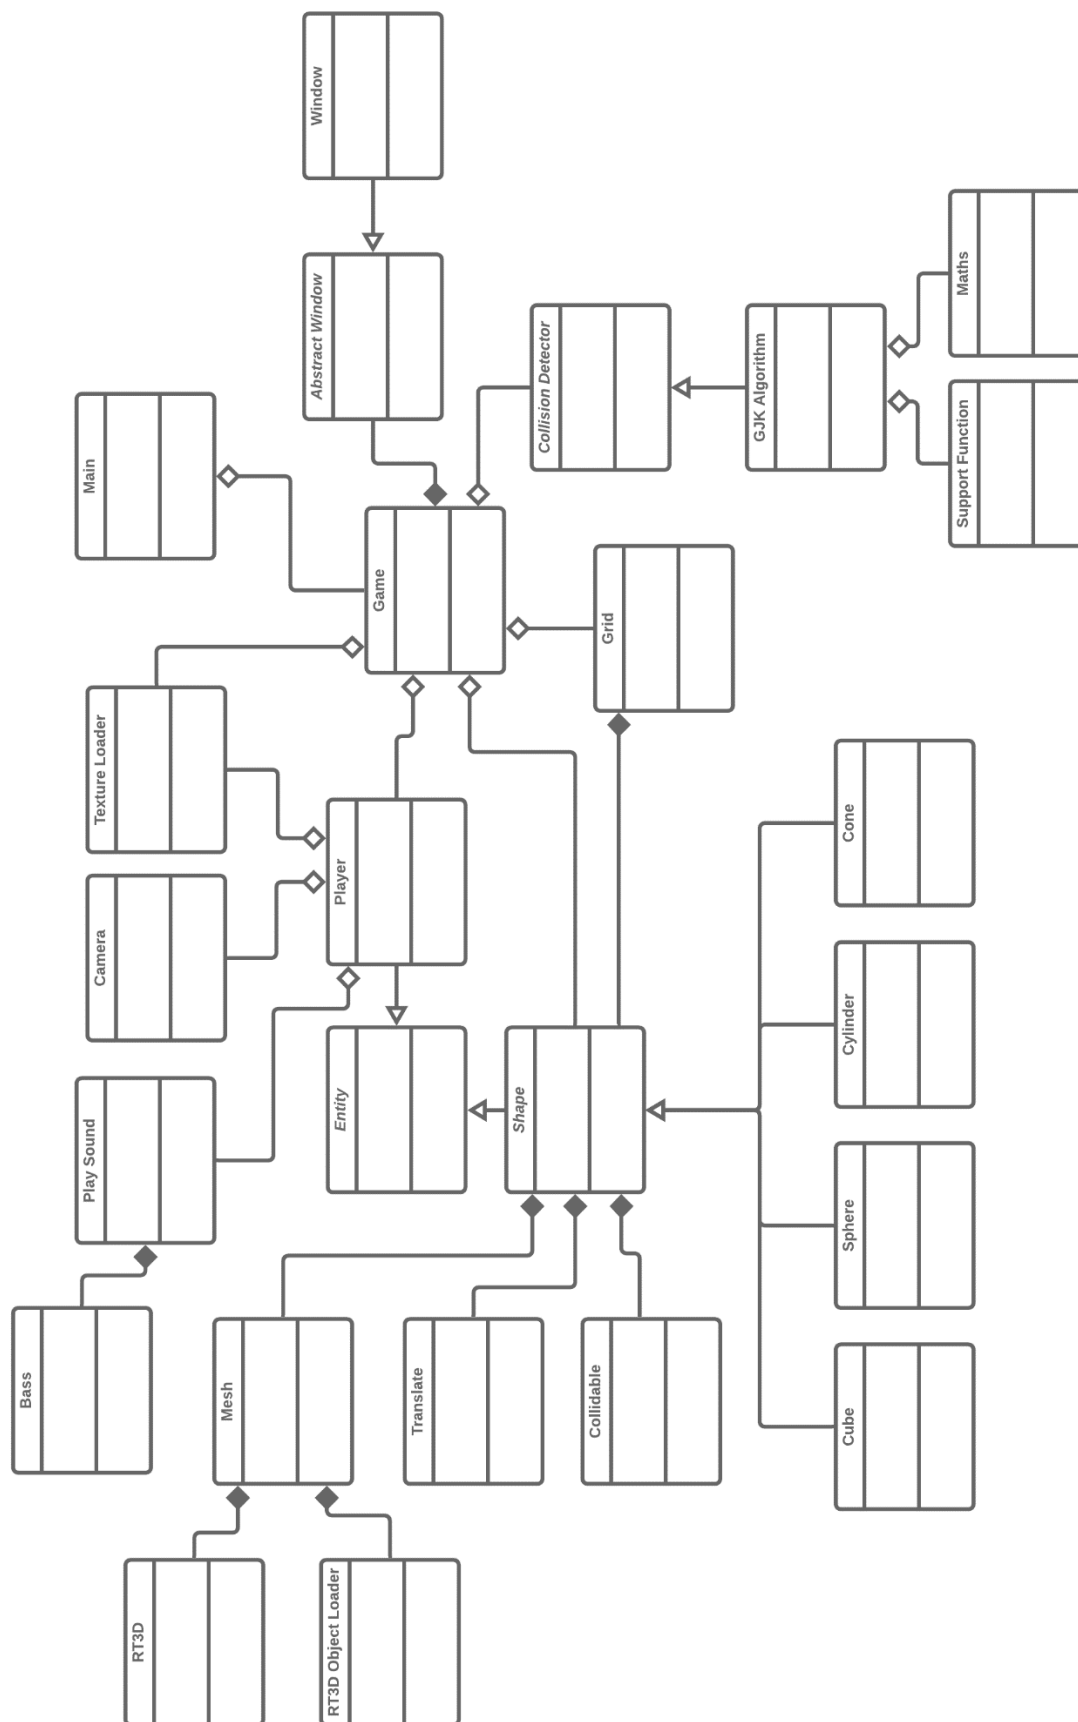 Bass
Play Sound
Main
Camera
Texture Loader
RT3D
Mesh
Abstract Window
Window
RT3D Object Loader
Entity
Player
Game
Translate
Shape
Collision Detector
Collidable
Grid
GJK Algorithm
Cube
Sphere
Cylinder
Cone
Support Function
Maths